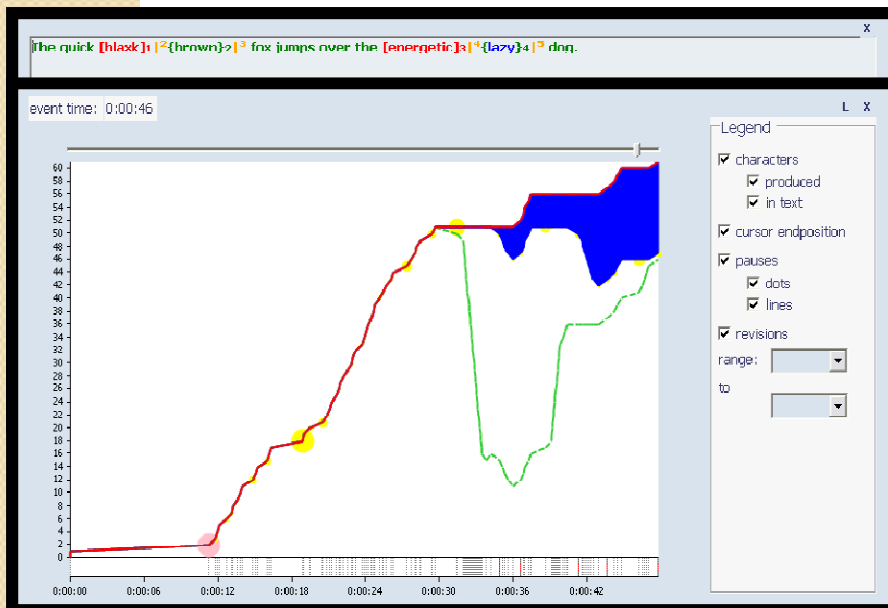 X
The quick [blaxk]1|2{brown}2|3 fox jumps over the [energetic]3|4{lazy}4|5 dog.
event time: 0:00:46
L X
Legend
characters
produced
in text
cursor endposition
pauses
dots
lines
revisions
range:
to
60
58
56
54
52
50
48
46
44
42
40
38
36
34
32
30
28
26
24
22
20
18
16
14
12
10
8
6
4
2
0
0:00:00 0:00:06 0:00:12 0:00:18 0:00:24 0:00:30 0:00:36 0:00:42